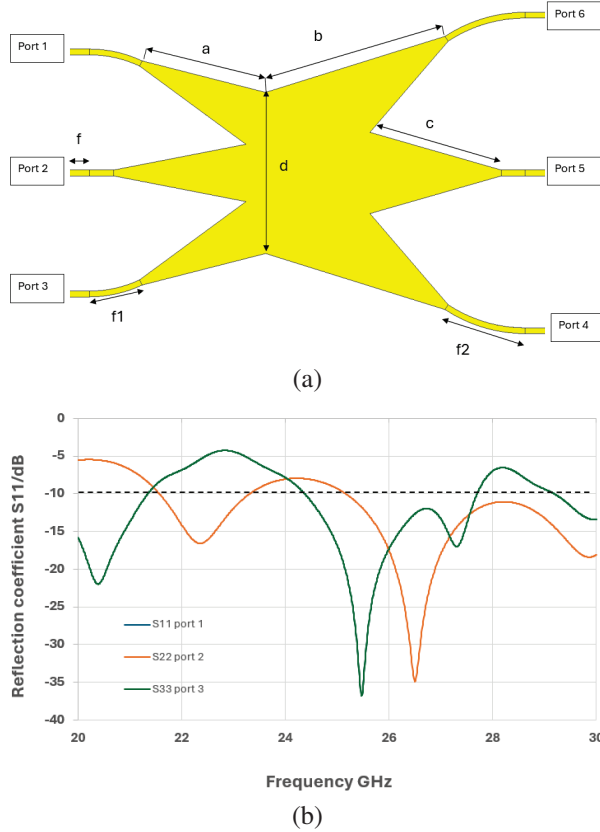 Port 1
Port 2
Port 3
Port 6
Port 5
Port 4
a
b
c
d
f
f1
f2
(a)
Reflection coefficient S11/dB
0
-5
-10
-15
-20
-25
-30
-35
-40
S11 port 1
S22 port 2
S33 port 3
20
22
24
26
28
30
Frequency GHz
(b)